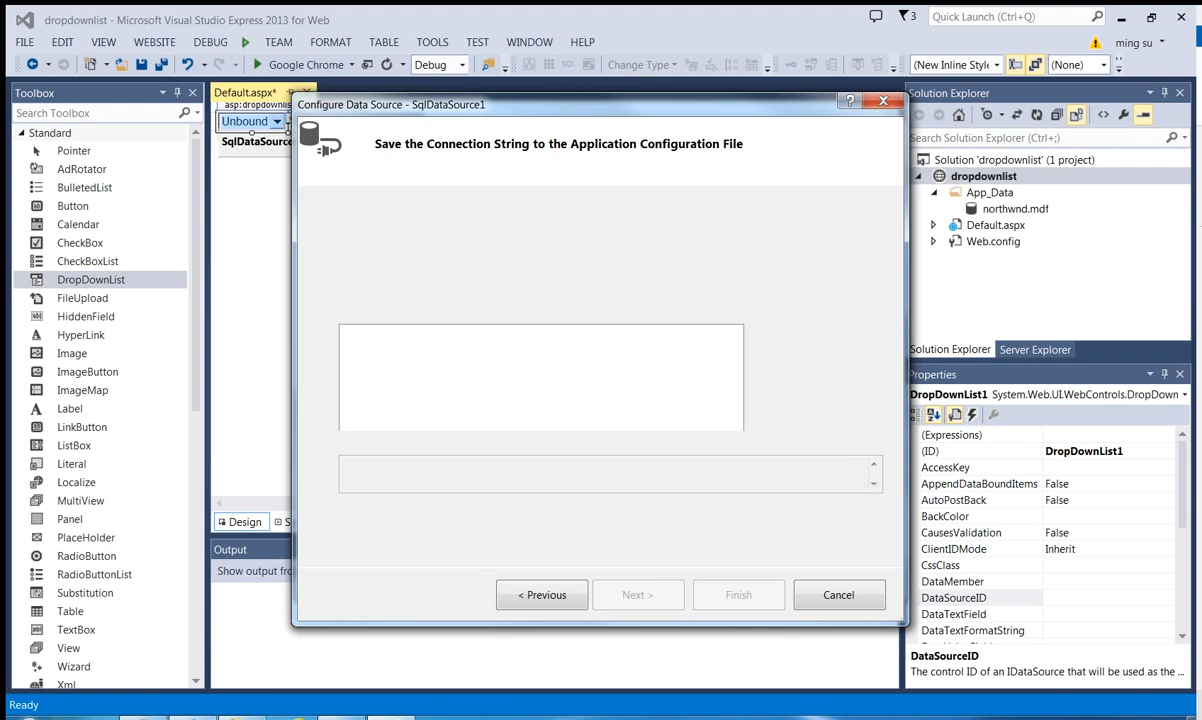 dropdownlist - Microsoft Visual Studio Express 2013 for Web
3
Quick Launch (Ctrl+Q)
FILE EDIT VIEW WEBSITE DEBUG TEAM FORMAT TABLE TOOLS TEST WINDOW HELP
ming su
Google Chrome
Debug
Change Type
(New Inline Style
(None)
Toolbox
Search Toolbox
Standard
Pointer
AdRotator
BulletedList
Button
Calendar
CheckBox
CheckBoxList
DropDownList
FileUpload
HiddenField
HyperLink
Image
ImageButton
ImageMap
Label
LinkButton
ListBox
Literal
Localize
MultiView
Panel
PlaceHolder
RadioButton
RadioButtonList
Substitution
Table
TextBox
View
Wizard
Xml
Default.aspx*
asp:dropdownlis
Unbound
SqlDataSource
Design
S
Output
Show output fro
Configure Data Source - SqlDataSource1
?
Save the Connection String to the Application Configuration File
< Previous
Next >
Finish
Cancel
Solution Explorer
Search Solution Explorer (Ctrl+;)
Solution 'dropdownlist' (1 project)
dropdownlist
App_Data
northwnd.mdf
Default.aspx
Web.config
Solution Explorer
Server Explorer
Properties
DropDownList1 System.Web.UI.WebControls.DropDown
(Expressions)
(ID) DropDownList1
AccessKey
AppendDataBoundItems False
AutoPostBack False
BackColor
CausesValidation False
ClientIDMode Inherit
CssClass
DataMember
DataSourceID
DataTextField
DataTextFormatString
DataSourceID
The control ID of an IDataSource that will be used as the ...
Ready